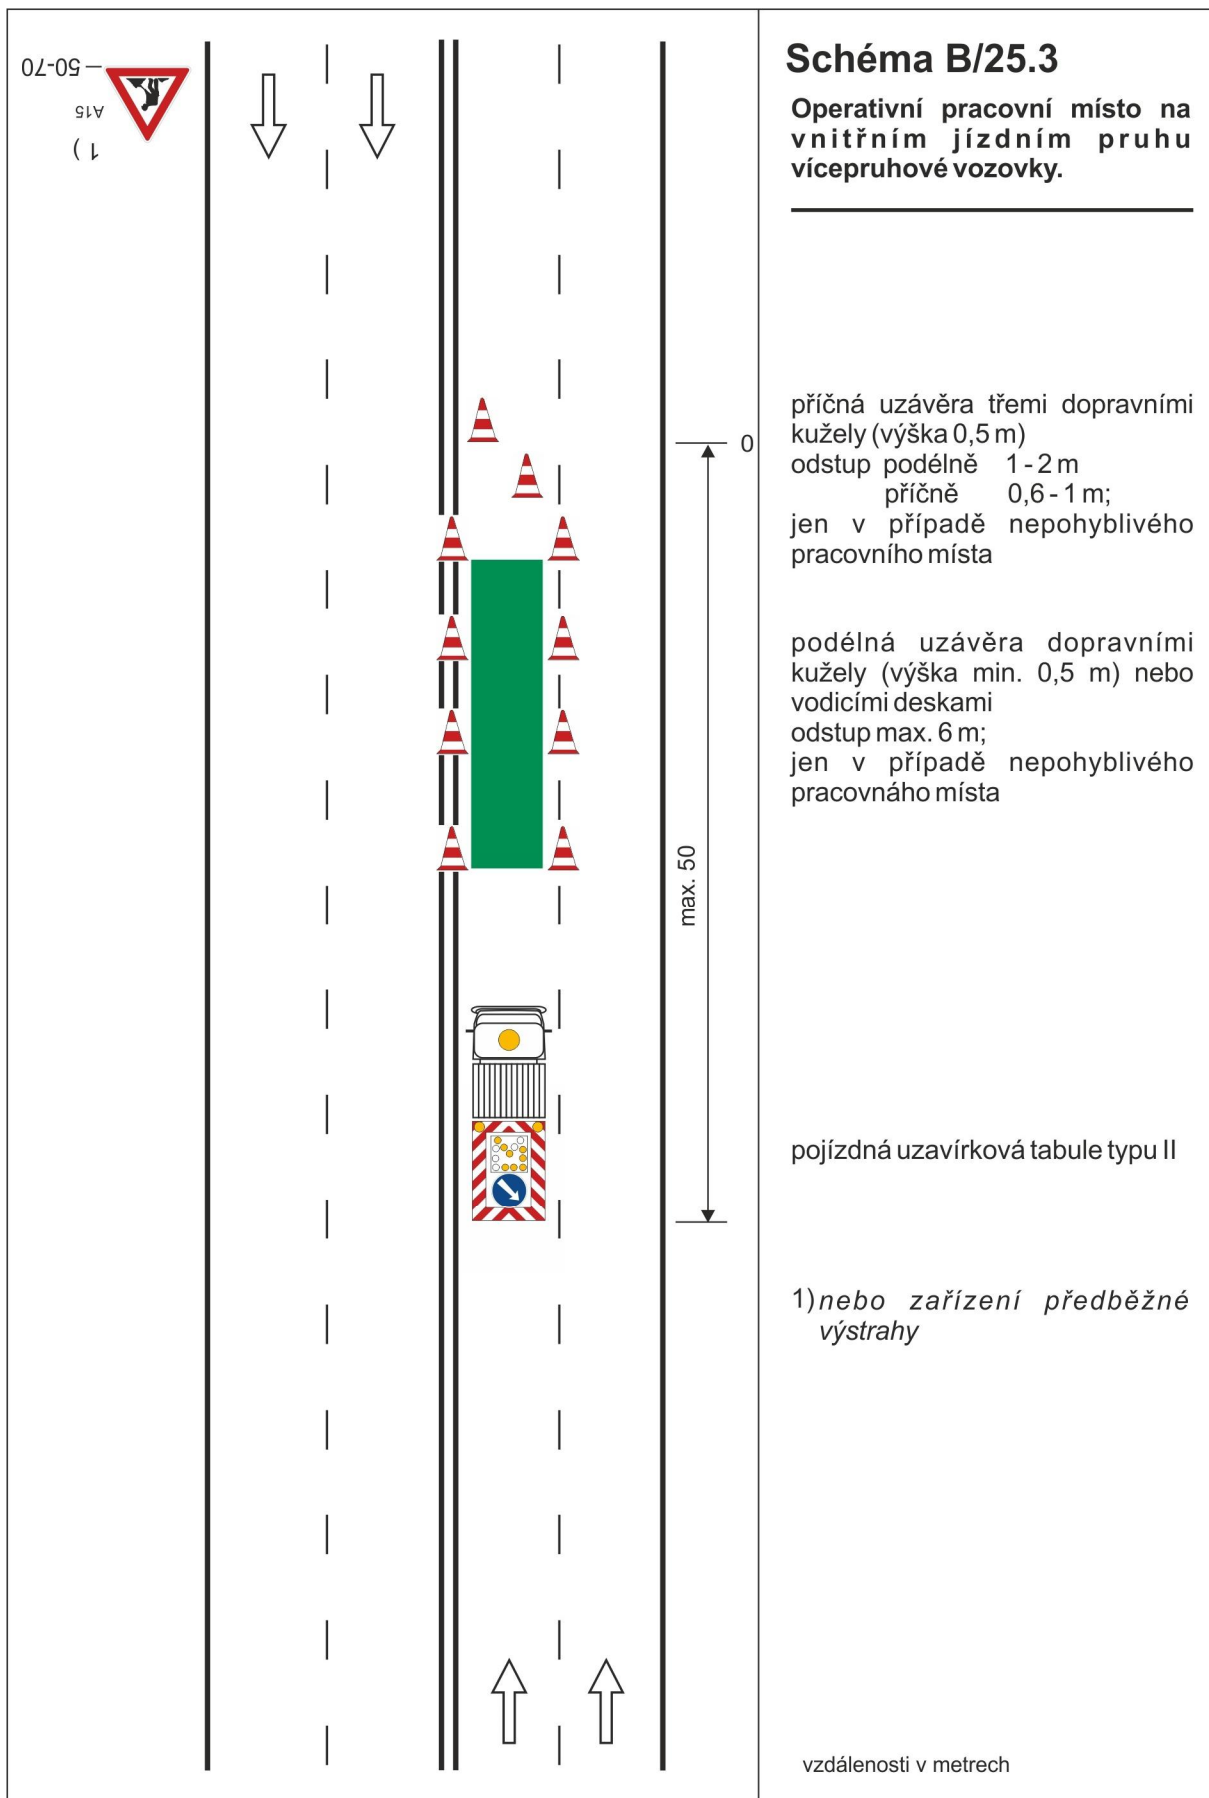 50-70
A15
1 )
Schéma B/25.3
Operativní pracovní místo na
vnitřním jízdním pruhu
vícepruhové vozovky.
příčná uzávěra třemi dopravními
kužely (výška 0,5 m)
odstup podélně 1 - 2 m
příčně 0,6 - 1 m;
jen v případě nepohyblivého
pracovního místa
0
podélná uzávěra dopravními
kužely (výška min. 0,5 m) nebo
vodicími deskami
odstup max. 6 m;
jen v případě nepohyblivého
pracovnáho místa
max. 50
pojízdná uzavírková tabule typu II
1) nebo zařízení předběžné
výstrahy
vzdálenosti v metrech